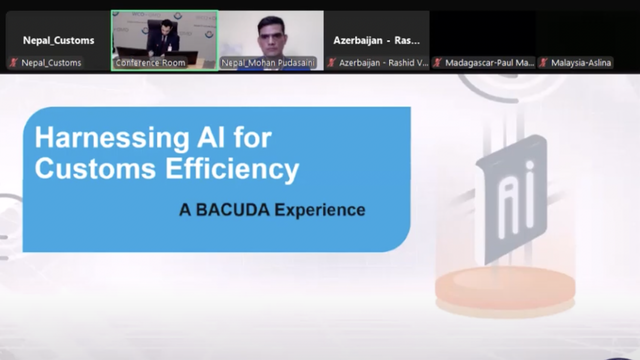 Nepal_Customs
Azerbaijan - Ras...
Nepal_Customs
Conference Room
Nepal_Mohan Pudasaini
Azerbaijan - Rashid V...
Madagascar-Paul Ma...
Malaysia-Aslina
Harnessing AI for
Customs Efficiency
A BACUDA Experience
Ai